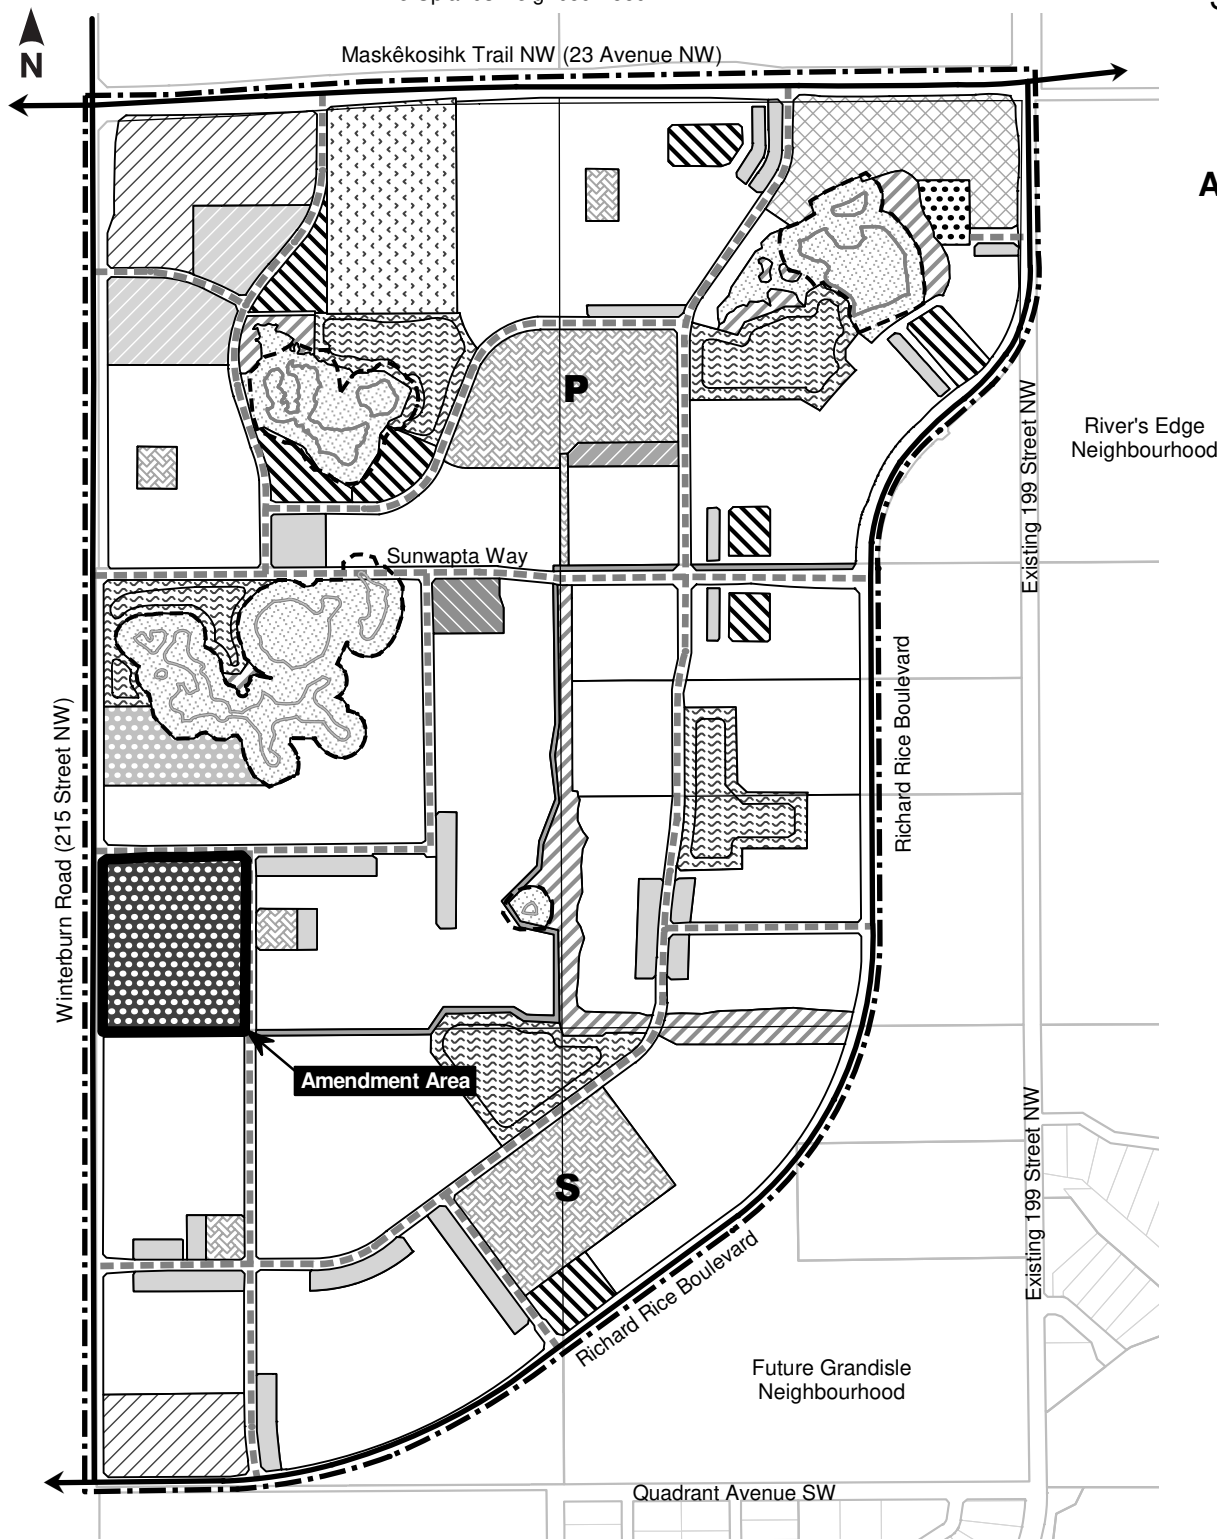 N
Maskêkosihk Trail NW (23 Avenue NW)
A
P
River's Edge
Neighbourhood
Existing 199 Street NW
Sunwapta Way
Richard Rice Boulevard
Winterburn Road (215 Street NW)
Amendment Area
S
Existing 199 Street NW
Richard Rice Boulevard
Future Grandisle
Neighbourhood
Quadrant Avenue SW